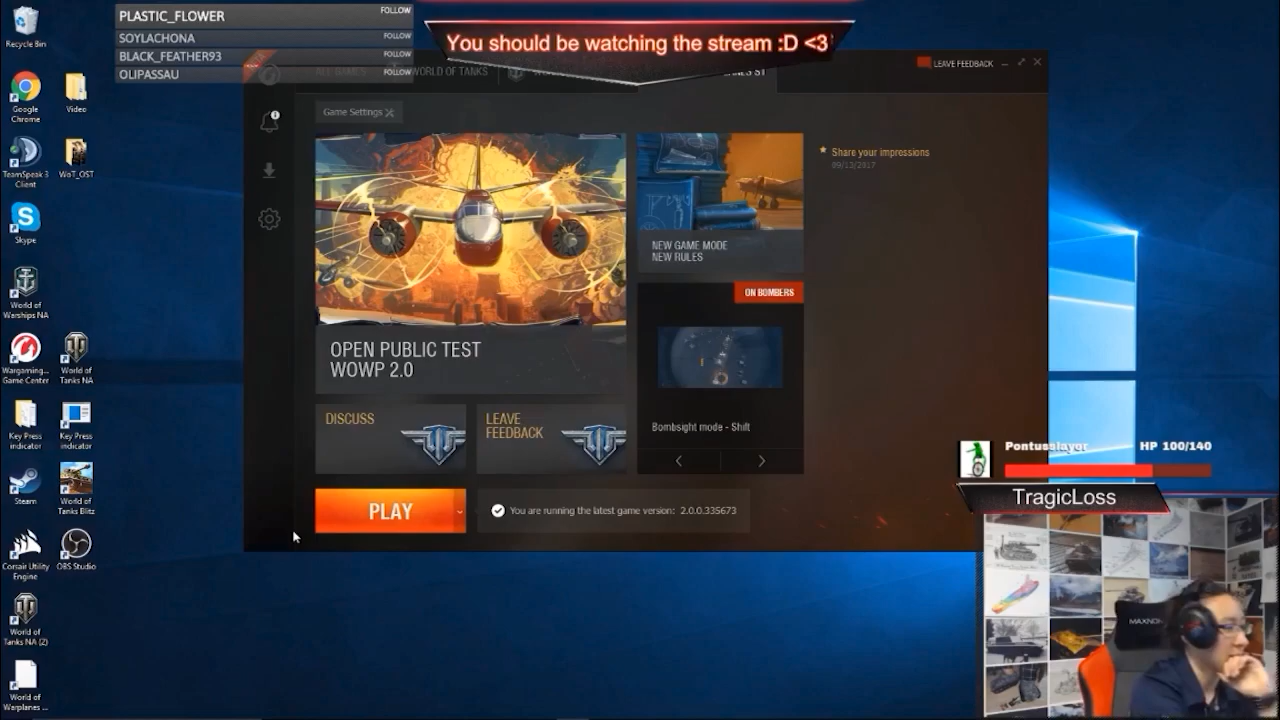 PLASTIC_FLOWER FOLLOW
SOYLACHONA FOLLOW
BLACK_FEATHER93 FOLLOW
OLIPASSAU FOLLOW
You should be watching the stream :D <3
WORLD OF TANKS
LEAVE FEEDBACK
Game Settings
Share your impressions
OPEN PUBLIC TEST
WOWP 2.0
NEW GAME MODE
NEW RULES
ON BOMBERS
Bombsight mode - Shift
DISCUSS
LEAVE
FEEDBACK
PLAY
You are running the latest game version: 2.0.0.335673
Recycle Bin
Google
Chrome
Video
TeamSpeak 3
Client
WoT_OST
Skype
World of
Warships NA
Wargaming...
Game Center
World of
Tanks NA
Key Press
indicator
Key Press
indicator
Steam
World of
Tanks Blitz
Corsair Utility
Engine
OBS Studio
World of
Tanks NA (2)
World of
Warplanes ...
Pontusslayer HP 100/140
TragicLoss